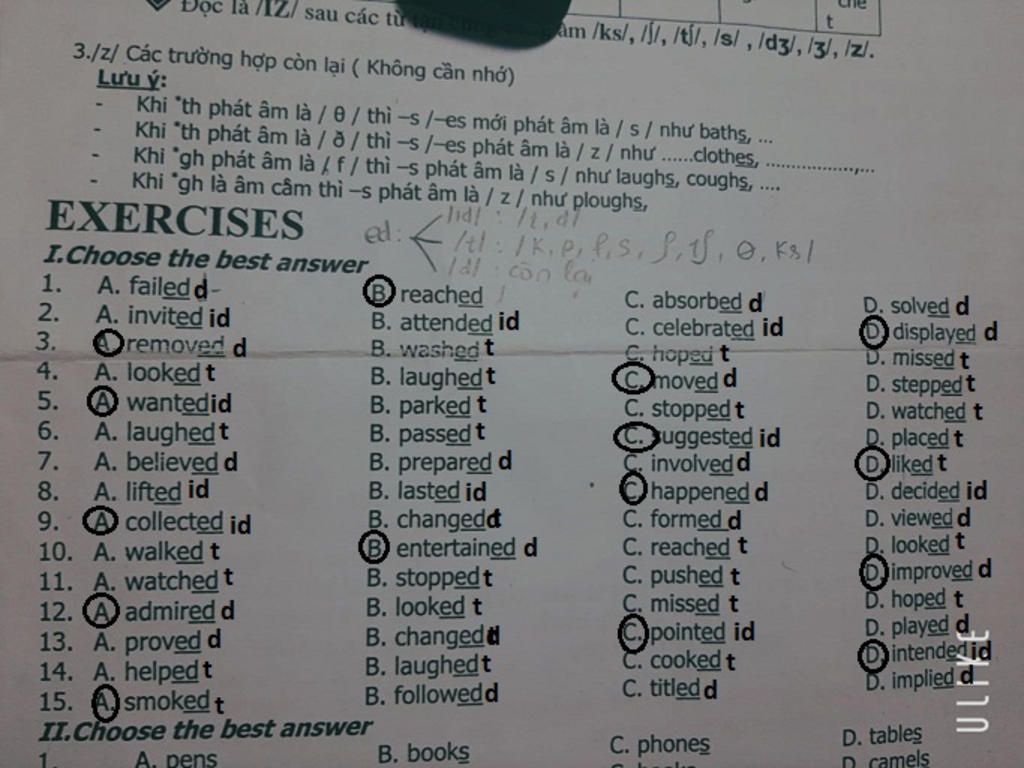 Đọc là /IZ/ sau các từ tận cùng âm /ks/, /ʃ/, /tʃ/, /s/ , /dʒ/, /ʒ/, /z/.
t
3./z/ Các trường hợp còn lại ( Không cần nhớ)
Lưu ý:
- Khi *th phát âm là / θ / thì –s /–es mới phát âm là / s / như baths, ...
- Khi *th phát âm là / ð / thì –s /–es phát âm là / z / như ......clothes, ................,...
- Khi *gh phát âm là / f / thì –s phát âm là / s / như laughs, coughs, ....
- Khi *gh là âm câm thì –s phát âm là / z / như ploughs,
EXERCISES
ed: /id/ : /t, d/
/t/ : /k, p, f, s, ʃ, tʃ, θ, ks/
/d/ : còn lại
I.Choose the best answer
1. A. failed d - B reached C. absorbed d D. solved d
2. A. invited id B. attended id C. celebrated id D displayed d
3. A removed d B. washed t C. hoped t D. missed t
4. A. looked t B. laughed t C. moved d D. stepped t
5. A wanted id B. parked t C. stopped t D. watched t
6. A. laughed t B. passed t C. suggested id D. placed t
7. A. believed d B. prepared d C. involved d D. liked t
8. A. lifted id B. lasted id C happened d D. decided id
9. A collected id B. changed d C. formed d D. viewed d
10. A. walked t B entertained d C. reached t D. looked t
11. A. watched t B. stopped t C. pushed t D. improved d
12. A admired d B. looked t C. missed t D. hoped t
13. A. proved d B. changed d C. pointed id D. played d
14. A. helped t B. laughed t C. cooked t D. intended id
15. A. smoked t B. followed d C. titled d D. implied d
II.Choose the best answer
1. A. pens B. books C. phones D. tables
D. camels
ULIKE